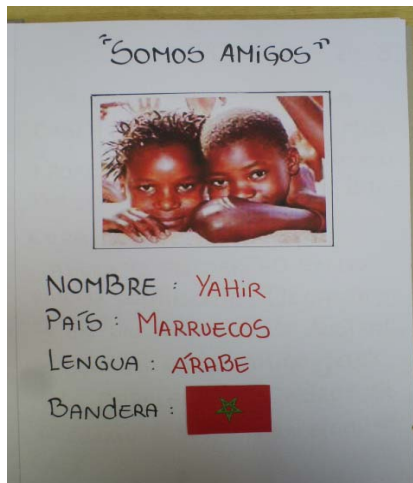 "SOMOS AMiGOS"
NOMBRE : YAHiR
PAÍS : MARRUECOS
LENGUA : ÁRABE
BANDERA :